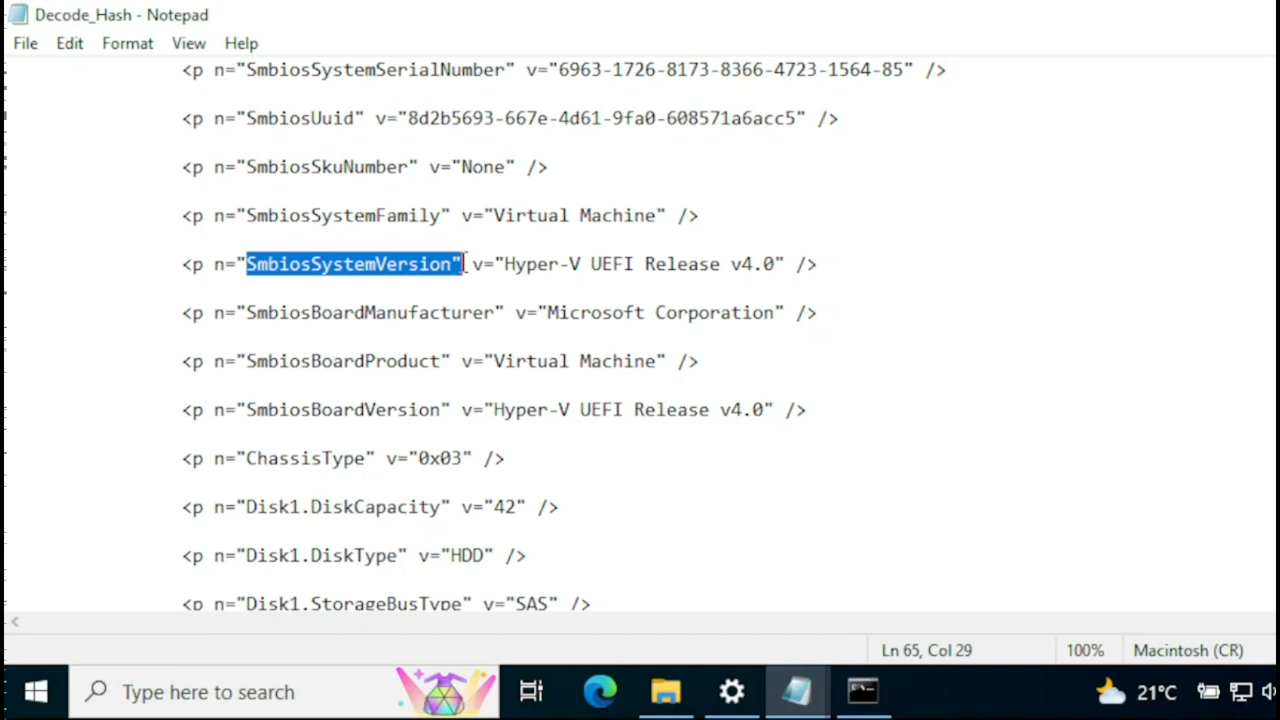 Decode_Hash - Notepad
File Edit Format View Help
<p n="SmbiosSystemSerialNumber" v="6963-1726-8173-8366-4723-1564-85" />
<p n="SmbiosUuid" v="8d2b5693-667e-4d61-9fa0-608571a6acc5" />
<p n="SmbiosSkuNumber" v="None" />
<p n="SmbiosSystemFamily" v="Virtual Machine" />
<p n="SmbiosSystemVersion" v="Hyper-V UEFI Release v4.0" />
<p n="SmbiosBoardManufacturer" v="Microsoft Corporation" />
<p n="SmbiosBoardProduct" v="Virtual Machine" />
<p n="SmbiosBoardVersion" v="Hyper-V UEFI Release v4.0" />
<p n="ChassisType" v="0x03" />
<p n="Disk1.DiskCapacity" v="42" />
<p n="Disk1.DiskType" v="HDD" />
<p n="Disk1.StorageBusType" v="SAS" />
Ln 65, Col 29 100% Macintosh (CR)
Type here to search 21°C